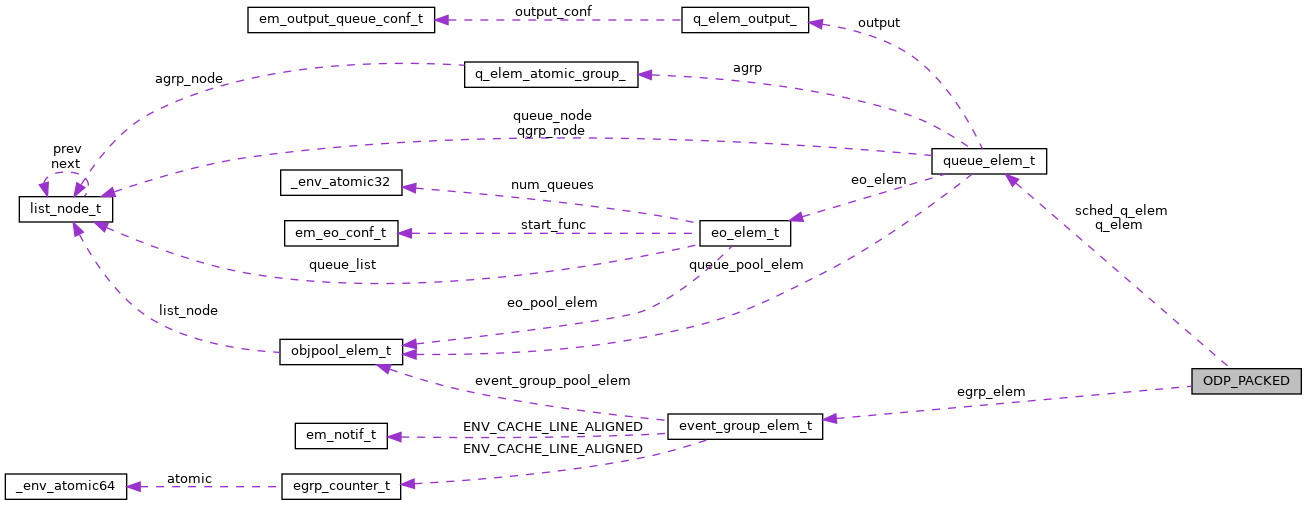 em_output_queue_conf_t
output_conf
q_elem_output_
output
agrp_node
q_elem_atomic_group_
agrp
queue_node
qgrp_node
prev
next
queue_elem_t
_env_atomic32
num_queues
eo_elem
list_node_t
sched_q_elem
q_elem
em_eo_conf_t
start_func
eo_elem_t
queue_list
queue_pool_elem
list_node
eo_pool_elem
objpool_elem_t
event_group_pool_elem
ODP_PACKED
egrp_elem
em_notif_t
ENV_CACHE_LINE_ALIGNED
event_group_elem_t
ENV_CACHE_LINE_ALIGNED
_env_atomic64
atomic
egrp_counter_t